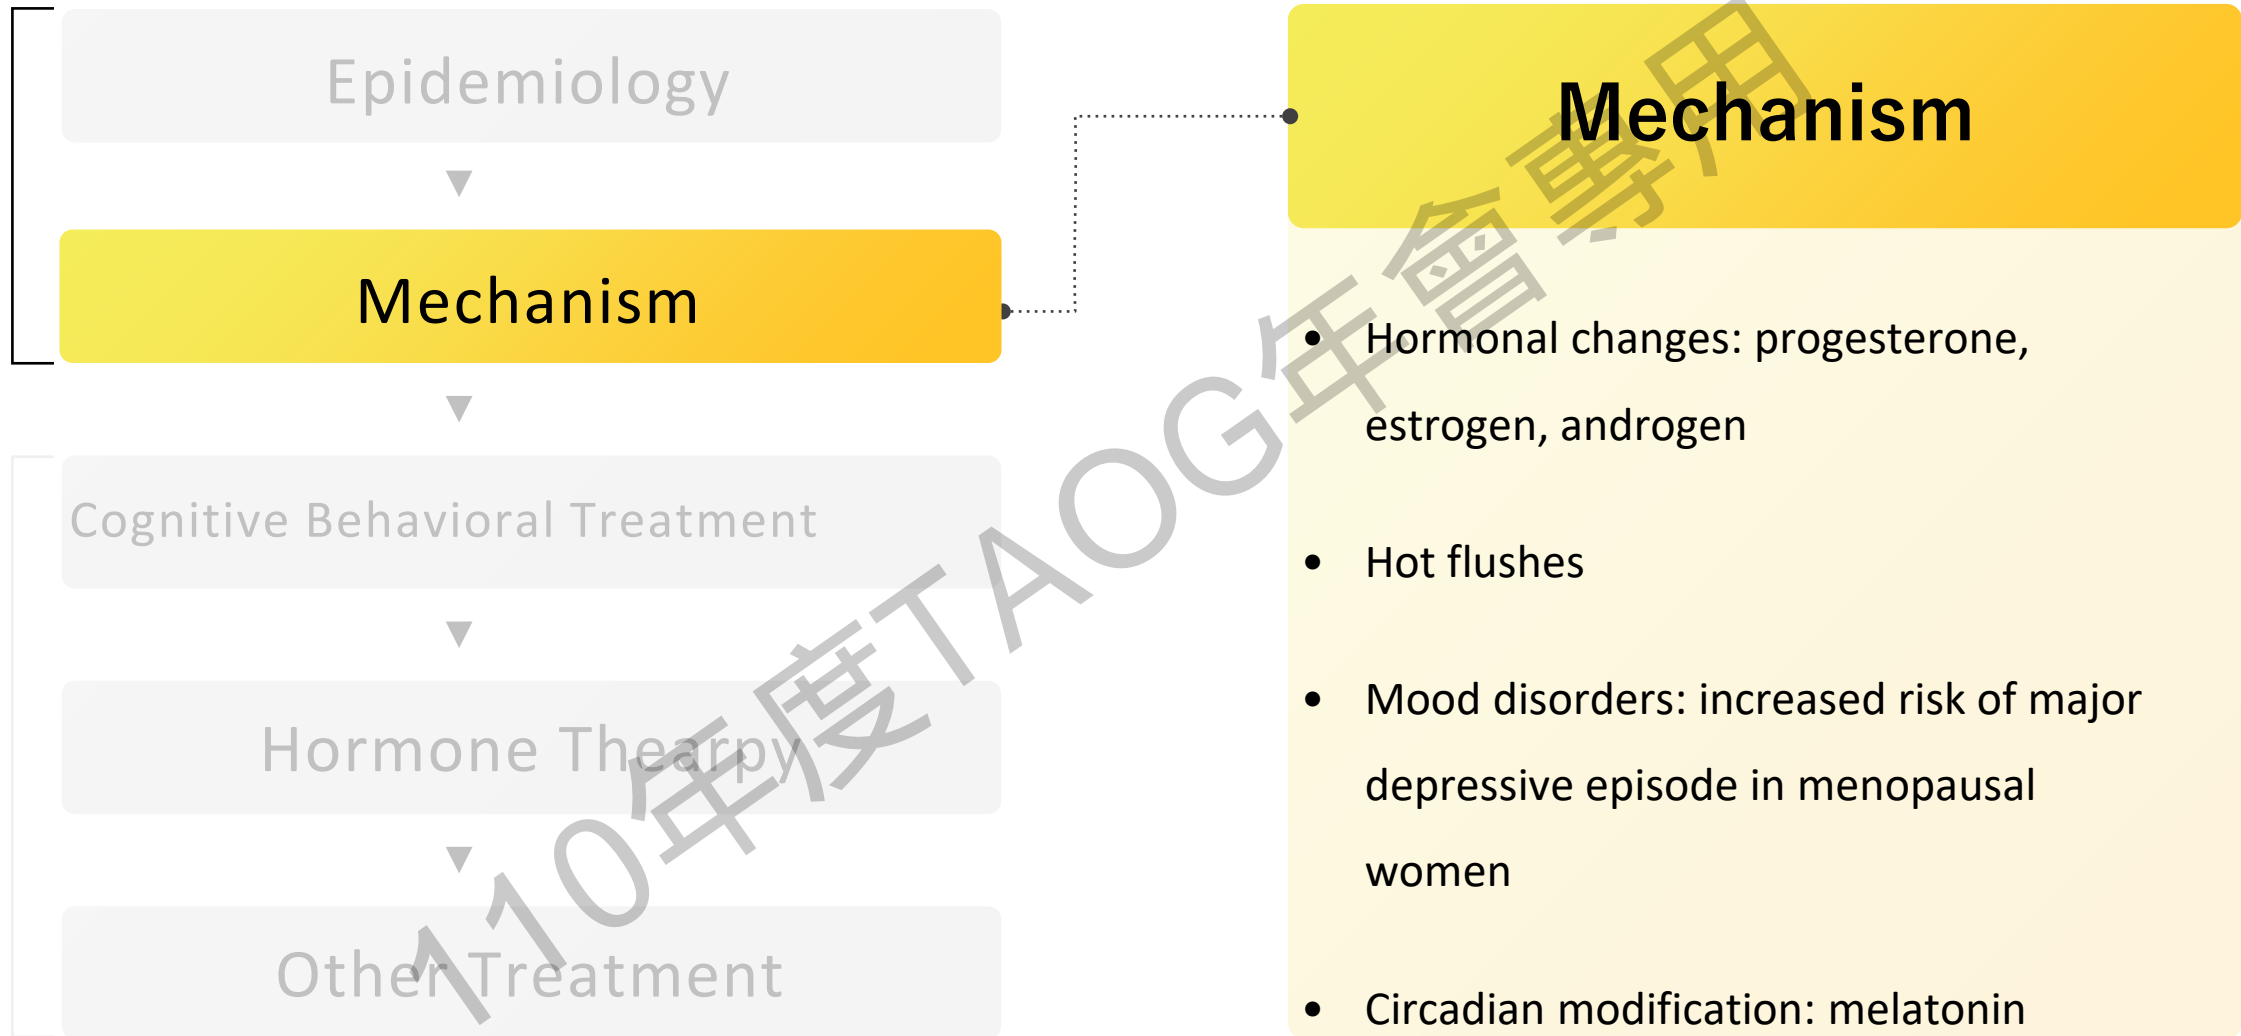 Epidemiology
Mechanism
Cognitive Behavioral Treatment
Hormone Thearpy
Other Treatment
Mechanism
• Hormonal changes: progesterone,
estrogen, androgen
• Hot flushes
• Mood disorders: increased risk of major
depressive episode in menopausal
women
• Circadian modification: melatonin
110年度TAOG年會專用